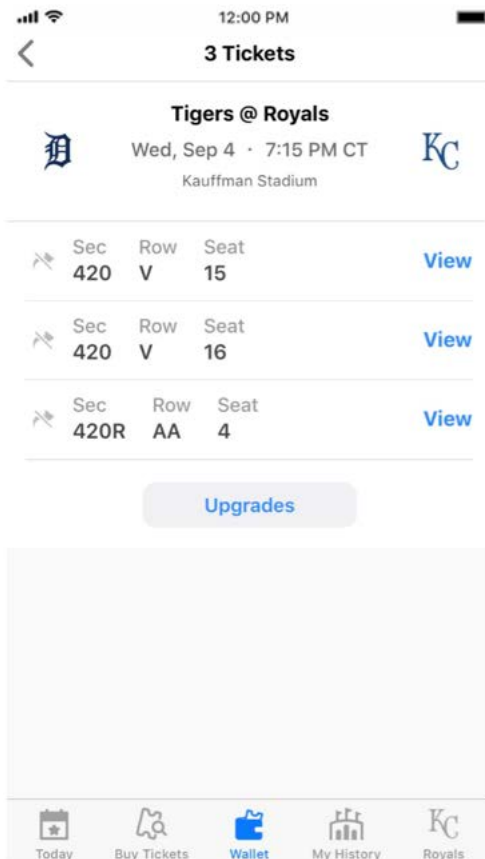 12:00 PM
3 Tickets
Tigers @ Royals
Wed, Sep 4 · 7:15 PM CT
KC
Kauffman Stadium
Sec Row Seat
420 V 15
View
Sec Row Seat
420 V 16
View
Sec Row Seat
420R AA 4
View
Upgrades
KC
Today Buy Tickets Wallet My History Royals